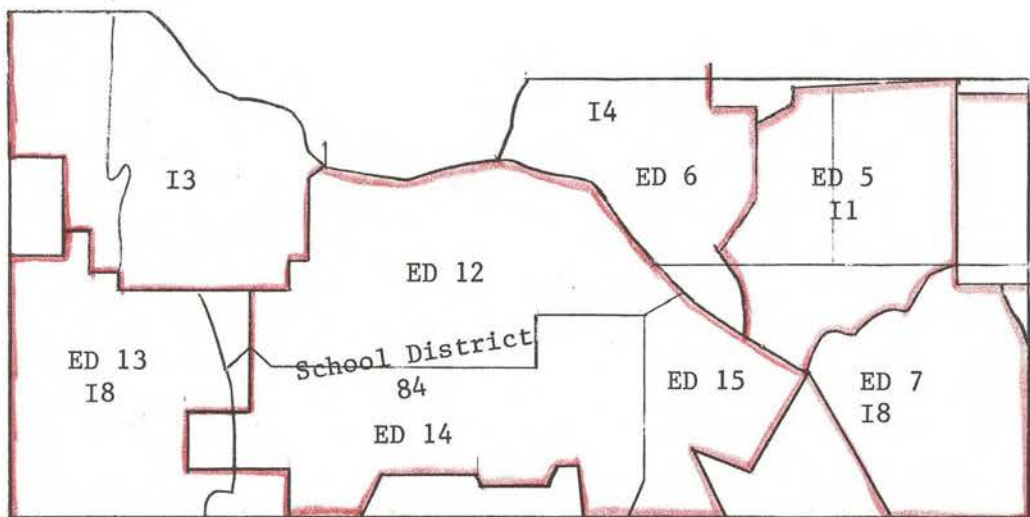 I4
I3
ED 6
ED 5
I1
ED 12
School District
84
ED 13
I8
ED 15
ED 7
I8
ED 14